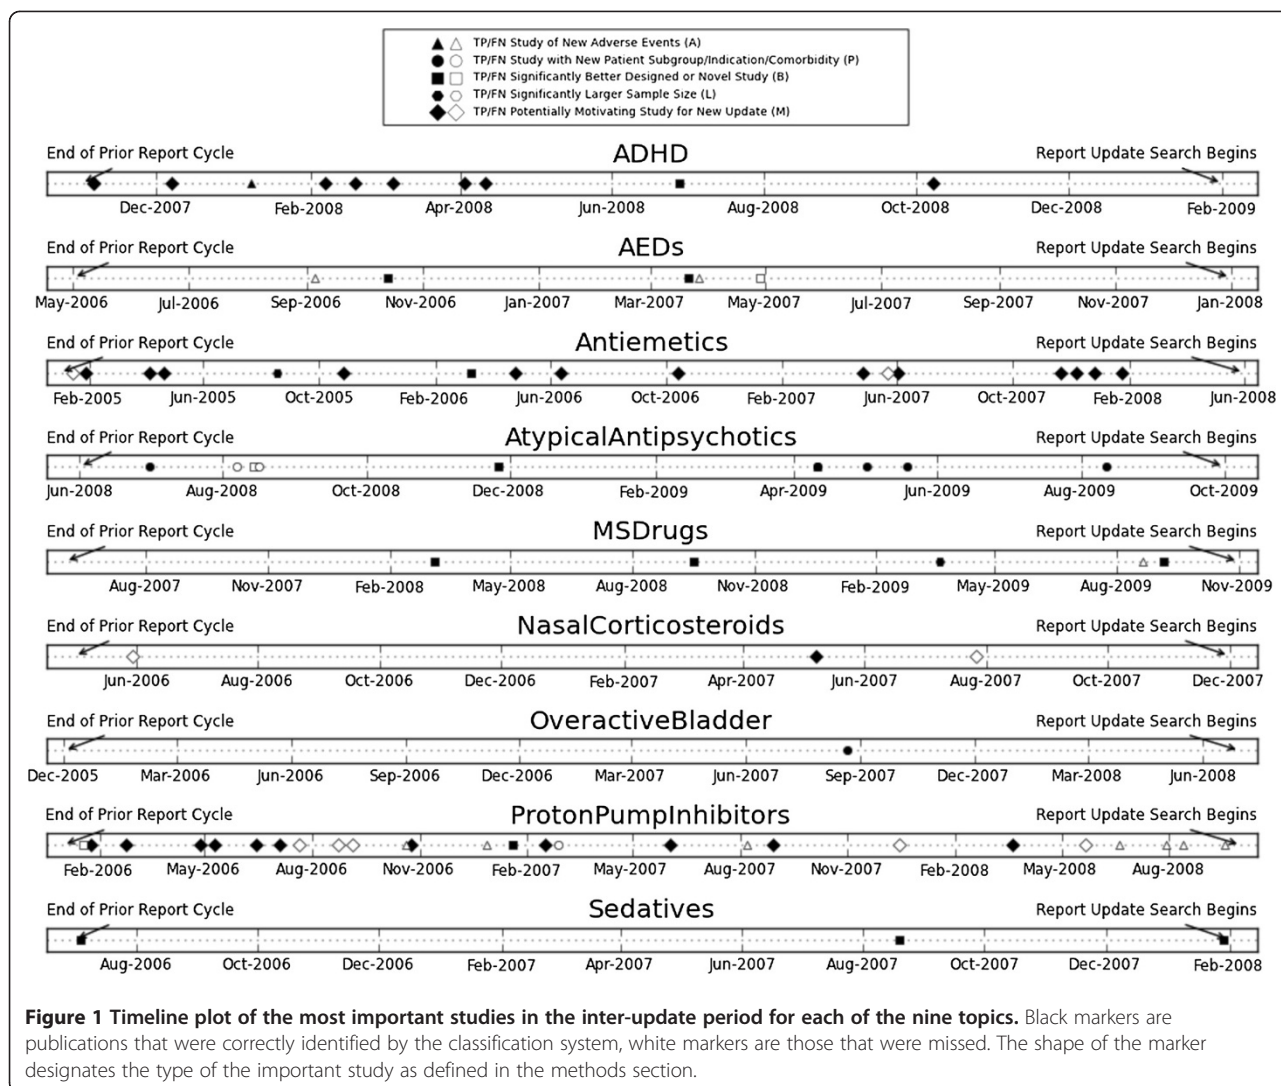 TP/FN Study of New Adverse Events (A)
TP/FN Study with New Patient Subgroup/Indication/Comorbidity (P)
TP/FN Significantly Better Designed or Novel Study (B)
TP/FN Significantly Larger Sample Size (L)
TP/FN Potentially Motivating Study for New Update (M)
End of Prior Report Cycle ADHD Report Update Search Begins
Dec-2007 Feb-2008 Apr-2008 Jun-2008 Aug-2008 Oct-2008 Dec-2008 Feb-2009
End of Prior Report Cycle AEDs Report Update Search Begins
May-2006 Jul-2006 Sep-2006 Nov-2006 Jan-2007 Mar-2007 May-2007 Jul-2007 Sep-2007 Nov-2007 Jan-2008
End of Prior Report Cycle Antiemetics Report Update Search Begins
Feb-2005 Jun-2005 Oct-2005 Feb-2006 Jun-2006 Oct-2006 Feb-2007 Jun-2007 Oct-2007 Feb-2008 Jun-2008
End of Prior Report Cycle AtypicalAntipsychotics Report Update Search Begins
Jun-2008 Aug-2008 Oct-2008 Dec-2008 Feb-2009 Apr-2009 Jun-2009 Aug-2009 Oct-2009
End of Prior Report Cycle MSDrugs Report Update Search Begins
Aug-2007 Nov-2007 Feb-2008 May-2008 Aug-2008 Nov-2008 Feb-2009 May-2009 Aug-2009 Nov-2009
End of Prior Report Cycle NasalCorticosteroids Report Update Search Begins
Jun-2006 Aug-2006 Oct-2006 Dec-2006 Feb-2007 Apr-2007 Jun-2007 Aug-2007 Oct-2007 Dec-2007
End of Prior Report Cycle OveractiveBladder Report Update Search Begins
Dec-2005 Mar-2006 Jun-2006 Sep-2006 Dec-2006 Mar-2007 Jun-2007 Sep-2007 Dec-2007 Mar-2008 Jun-2008
End of Prior Report Cycle ProtonPumpInhibitors Report Update Search Begins
Feb-2006 May-2006 Aug-2006 Nov-2006 Feb-2007 May-2007 Aug-2007 Nov-2007 Feb-2008 May-2008 Aug-2008
End of Prior Report Cycle Sedatives Report Update Search Begins
Aug-2006 Oct-2006 Dec-2006 Feb-2007 Apr-2007 Jun-2007 Aug-2007 Oct-2007 Dec-2007 Feb-2008
Figure 1 Timeline plot of the most important studies in the inter-update period for each of the nine topics. Black markers are
publications that were correctly identified by the classification system, white markers are those that were missed. The shape of the marker
designates the type of the important study as defined in the methods section.